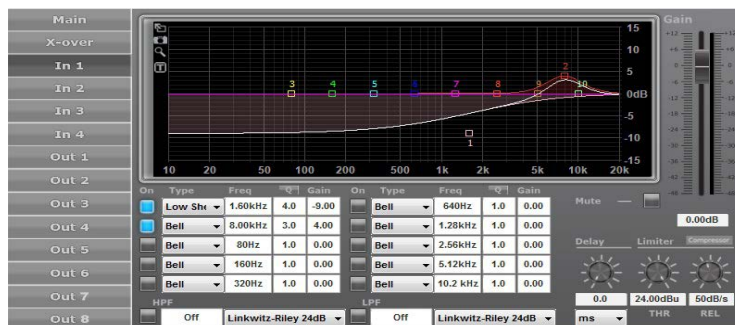 Main
X-over
In 1
In 2
In 3
In 4
Out 1
Out 2
Out 3
Out 4
Out 5
Out 6
Out 7
Out 8
T
15
10
5
0dB
-5
-10
-15
3 4 5 6 7 8 9 2 10
1
10 20 50 100 200 500 1k 2k 5k 10k 20k
On Type Freq Q Gain On Type Freq Q Gain
Low She 1.60kHz 4.0 -9.00 Bell 640Hz 1.0 0.00
Bell 8.00kHz 3.0 4.00 Bell 1.28kHz 1.0 0.00
Bell 80Hz 1.0 0.00 Bell 2.56kHz 1.0 0.00
Bell 160Hz 1.0 0.00 Bell 5.12kHz 1.0 0.00
Bell 320Hz 1.0 0.00 Bell 10.2 kHz 1.0 0.00
HPF LPF
Off Linkwitz-Riley 24dB Off Linkwitz-Riley 24dB
Gain
+12 +12
Mute
0.00dB
Delay Limiter Compressor
0.0 24.00dBu 50dB/s
ms THR REL